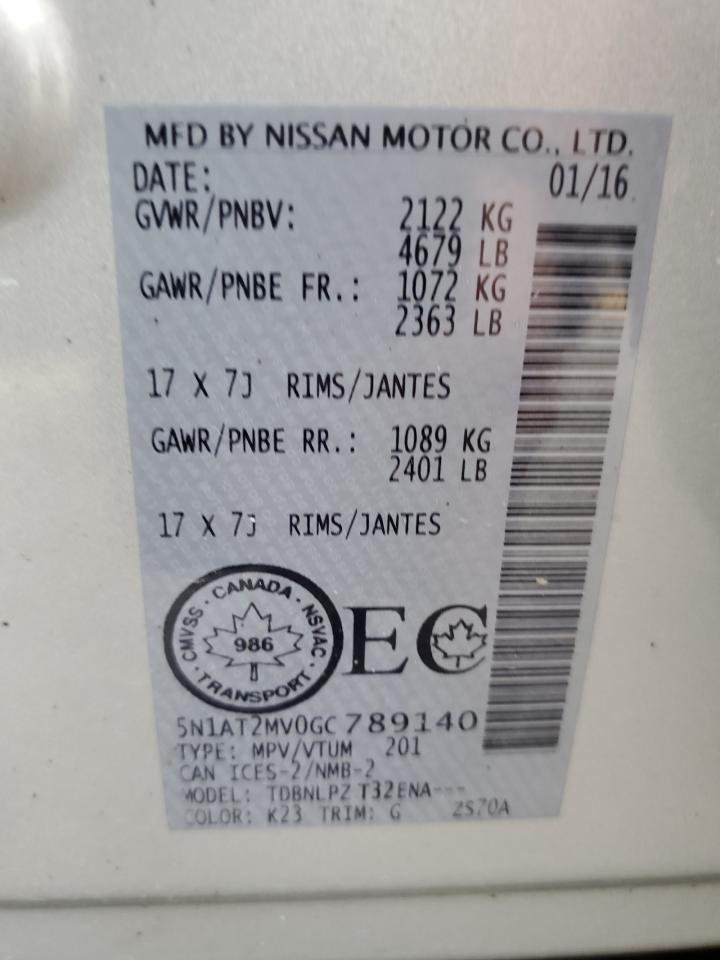 MFD BY NISSAN MOTOR CO., LTD.
DATE: 01/16
GVWR/PNBV: 2122 KG
4679 LB
GAWR/PNBE FR.: 1072 KG
2363 LB
17 X 7J RIMS/JANTES
GAWR/PNBE RR.: 1089 KG
2401 LB
17 X 7J RIMS/JANTES
CMVSS · CANADA · NSVAC · TRANSPORT ·
986
EC
5N1AT2MV0GC789140
TYPE: MPV/VTUM 201
CAN ICES-2/NMB-2
MODEL: TDBNLPZ T32ENA---
COLOR: K23 TRIM: G 2S70A